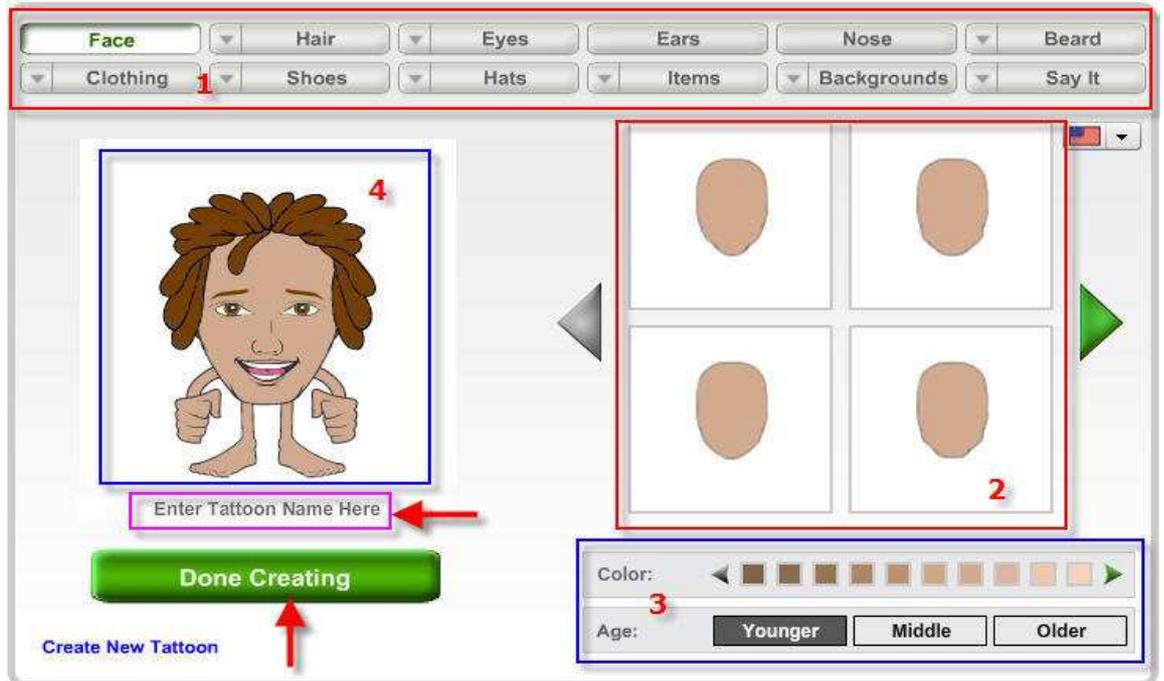 Face Hair Eyes Ears Nose Beard
Clothing Shoes Hats Items Backgrounds Say It
1
4
2
Enter Tattoon Name Here
Done Creating
Create New Tattoon
Color:
3
Age: Younger Middle Older